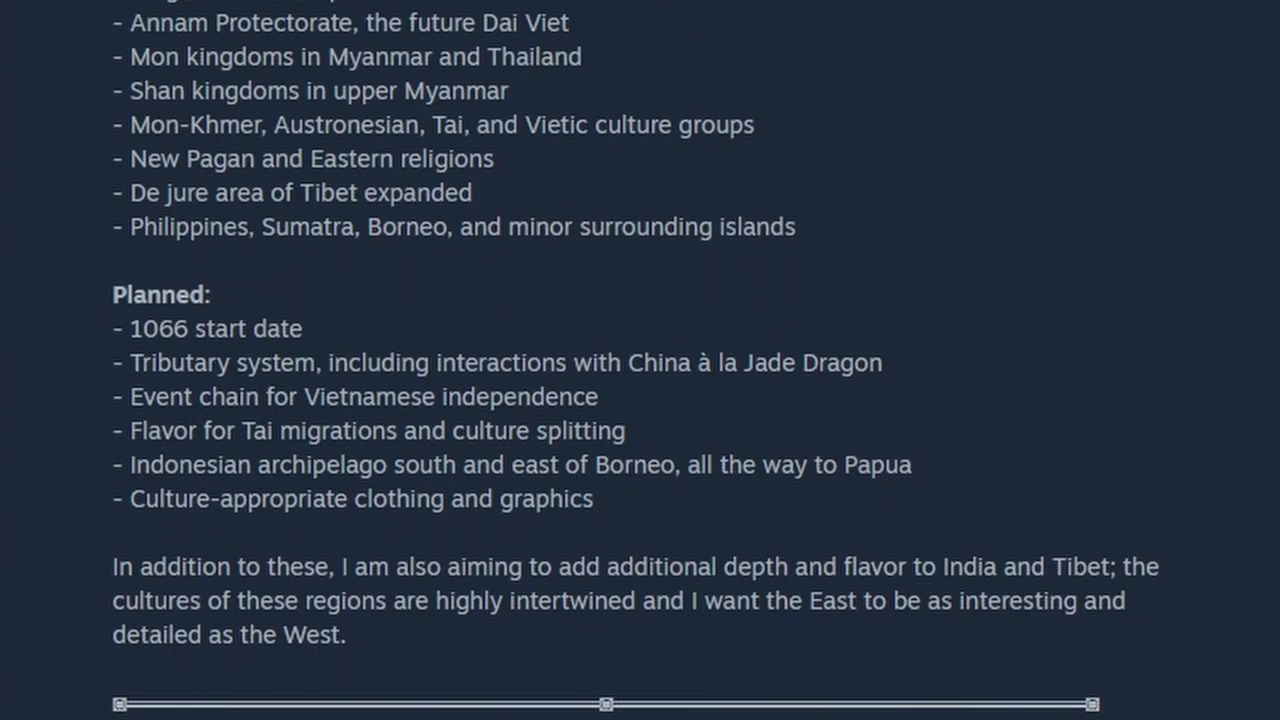 - Annam Protectorate, the future Dai Viet
- Mon kingdoms in Myanmar and Thailand
- Shan kingdoms in upper Myanmar
- Mon-Khmer, Austronesian, Tai, and Vietic culture groups
- New Pagan and Eastern religions
- De jure area of Tibet expanded
- Philippines, Sumatra, Borneo, and minor surrounding islands
Planned:
- 1066 start date
- Tributary system, including interactions with China à la Jade Dragon
- Event chain for Vietnamese independence
- Flavor for Tai migrations and culture splitting
- Indonesian archipelago south and east of Borneo, all the way to Papua
- Culture-appropriate clothing and graphics
In addition to these, I am also aiming to add additional depth and flavor to India and Tibet; the
cultures of these regions are highly intertwined and I want the East to be as interesting and
detailed as the West.